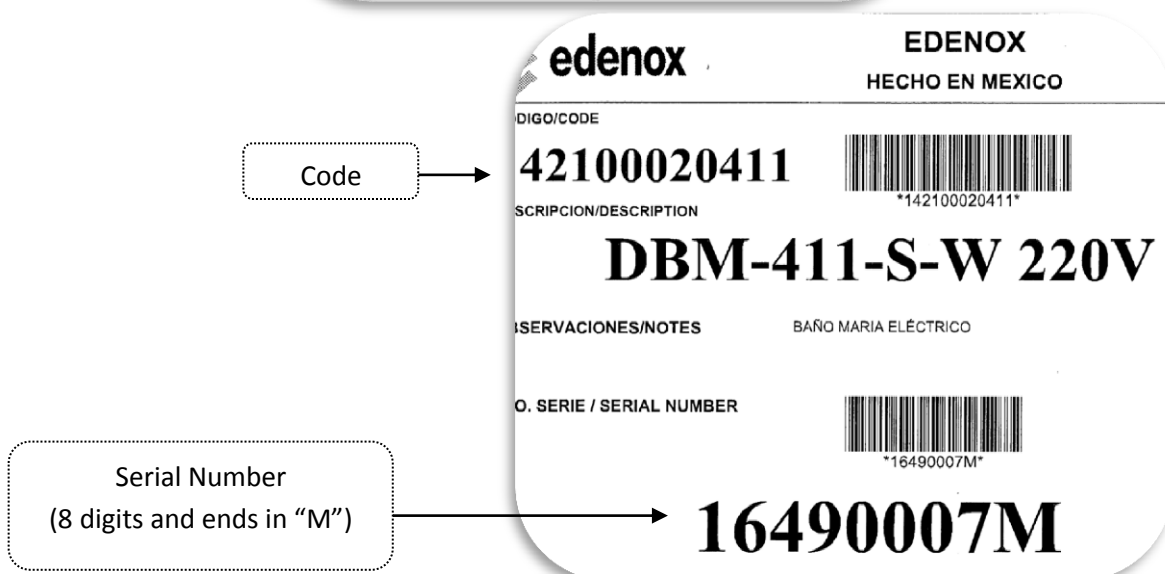 edenox
EDENOX
HECHO EN MEXICO
DIGO/CODE
Code
42100020411
*142100020411*
SCRIPCION/DESCRIPTION
DBM-411-S-W 220V
SERVACIONES/NOTES
BAÑO MARIA ELÉCTRICO
O. SERIE / SERIAL NUMBER
*16490007M*
Serial Number
(8 digits and ends in “M”)
16490007M